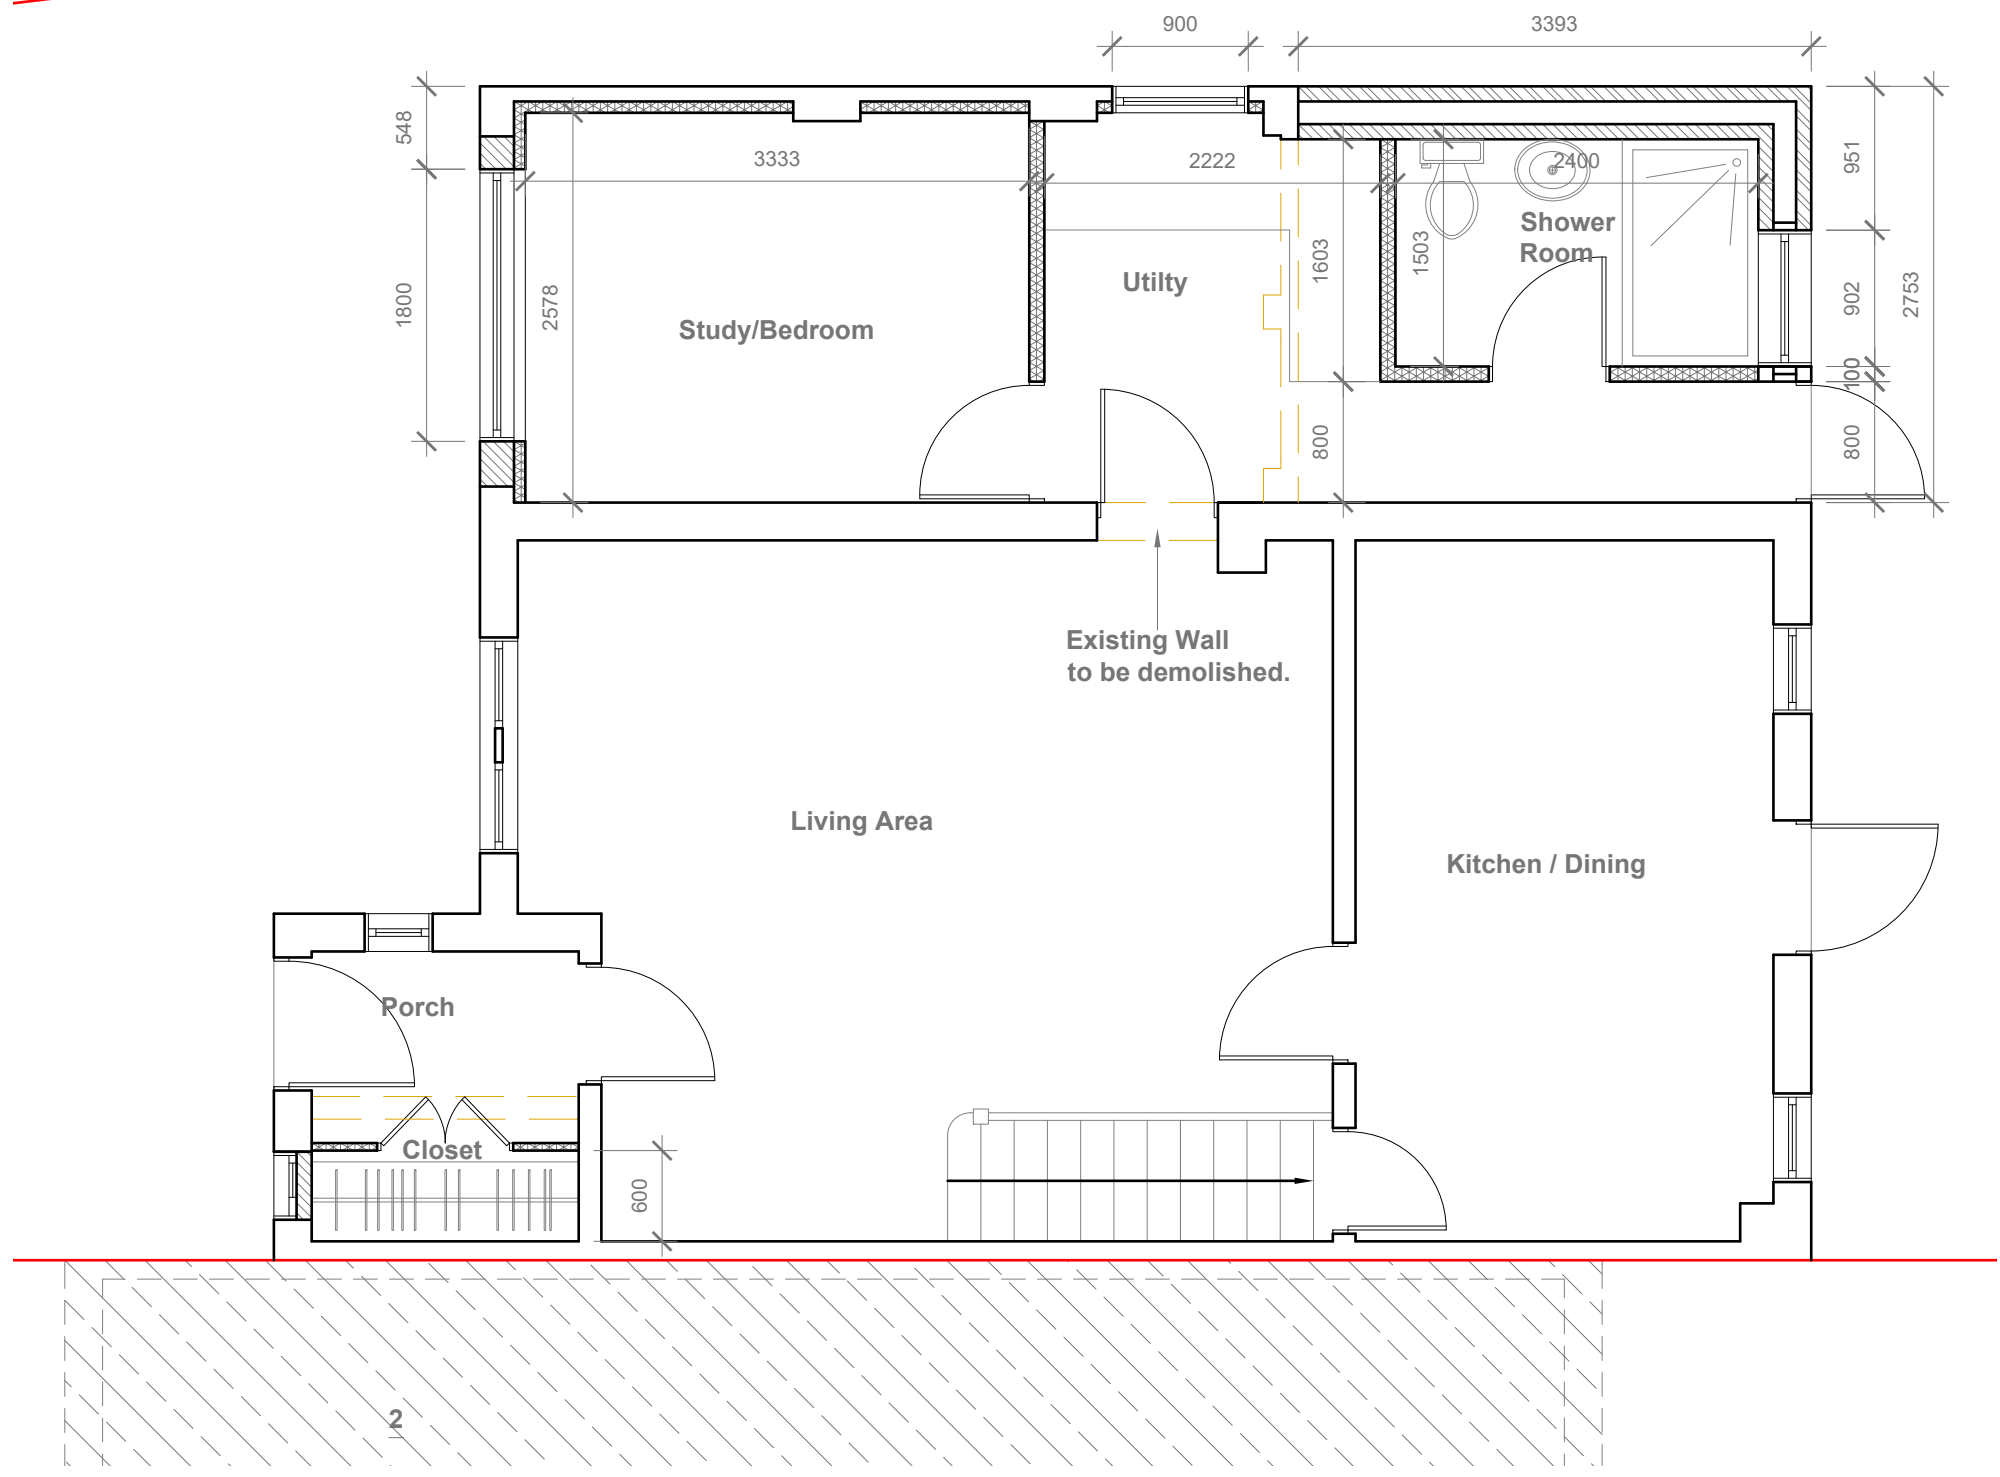 900
3393
548
3333
2222
2400
951
Shower
Room
1503
1603
Utilty
902
2753
1800
2578
Study/Bedroom
100
800
800
Existing Wall
to be demolished.
Living Area
Kitchen / Dining
Porch
Closet
600
2